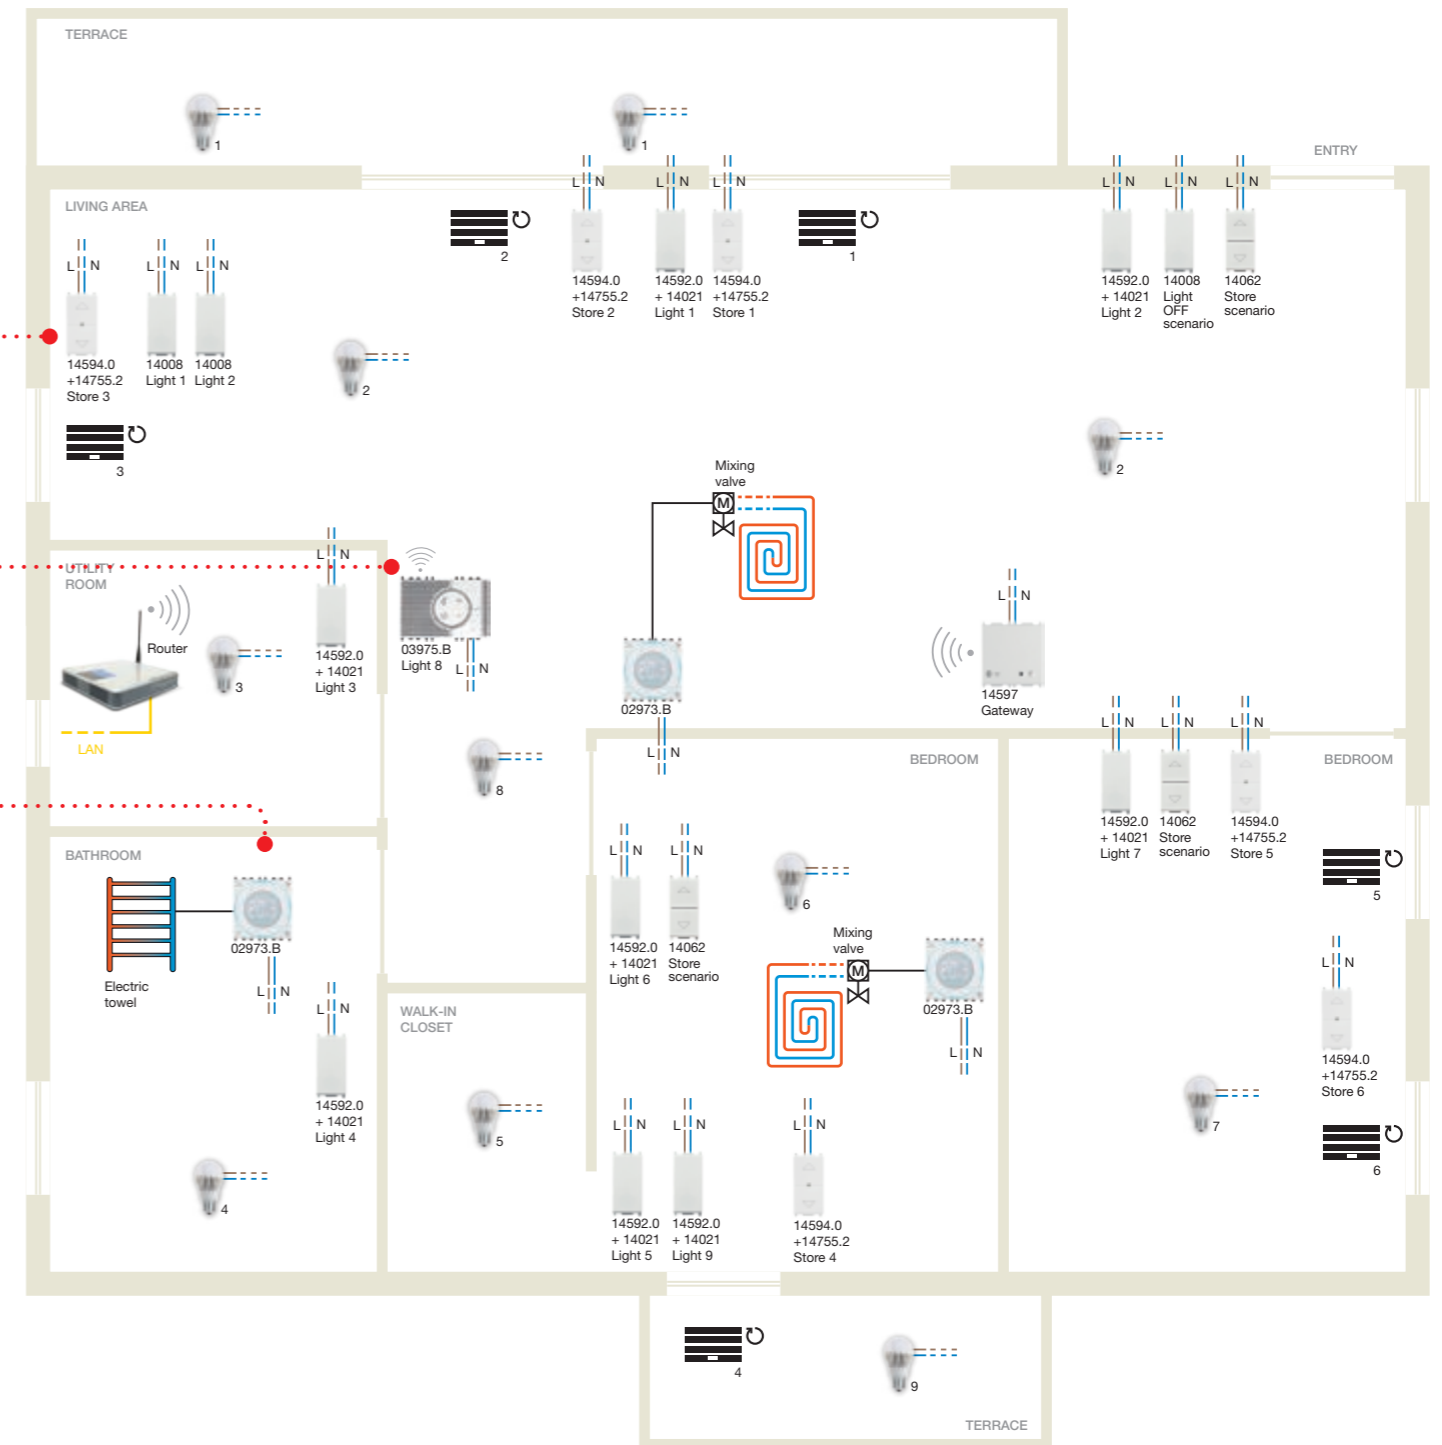 TERRACE
1
1
ENTRY
L N
L N
L N
L N
L N
L N
LIVING AREA
2
1
14594.0
+14755.2
Store 2
14592.0
+ 14021
Light 1
14594.0
+14755.2
Store 1
14592.0
+ 14021
Light 2
14008
Light
OFF
scenario
14062
Store
scenario
L N
L N
L N
14594.0
+14755.2
Store 3
14008
Light 1
14008
Light 2
2
3
2
Mixing
valve
M
UTILITY
ROOM
L N
Router
3
14592.0
+ 14021
Light 3
LAN
03975.B
Light 8
L N
02973.B
L N
L N
14597
Gateway
8
BEDROOM
L N
L N
L N
BEDROOM
14592.0
+ 14021
Light 7
14062
Store
scenario
14594.0
+14755.2
Store 5
5
BATHROOM
02973.B
Electric
towel
L N
L N
14592.0
+ 14021
Light 4
4
L N
L N
14592.0
+ 14021
Light 6
14062
Store
scenario
6
Mixing
valve
M
02973.B
L N
WALK-IN
CLOSET
5
L N
L N
L N
14592.0
+ 14021
Light 5
14592.0
+ 14021
Light 9
14594.0
+14755.2
Store 4
L N
14594.0
+14755.2
Store 6
7
6
4
9
TERRACE